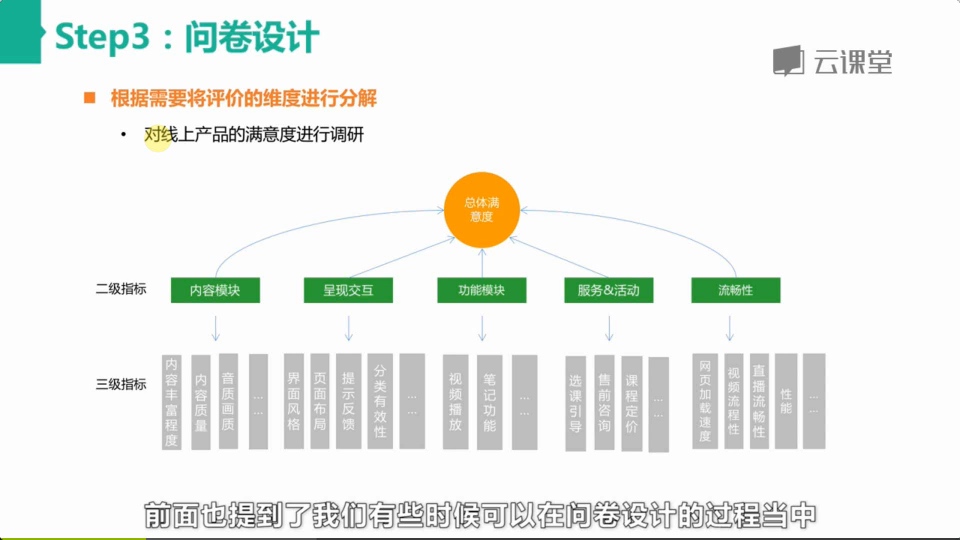 Step3：问卷设计
云课堂
根据需要将评价的维度进行分解
对线上产品的满意度进行调研
总体满
意度
二级指标
内容模块
呈现交互
功能模块
服务&活动
流畅性
三级指标
内容丰富程度
内容质量
音质画质
……
界面风格
页面布局
提示反馈
分类有效性
……
视频播放
笔记功能
……
选课引导
售前咨询
课程定价
……
网页加载速度
视频流程性
直播流畅性
性能
……
前面也提到了我们有些时候可以在问卷设计的过程当中